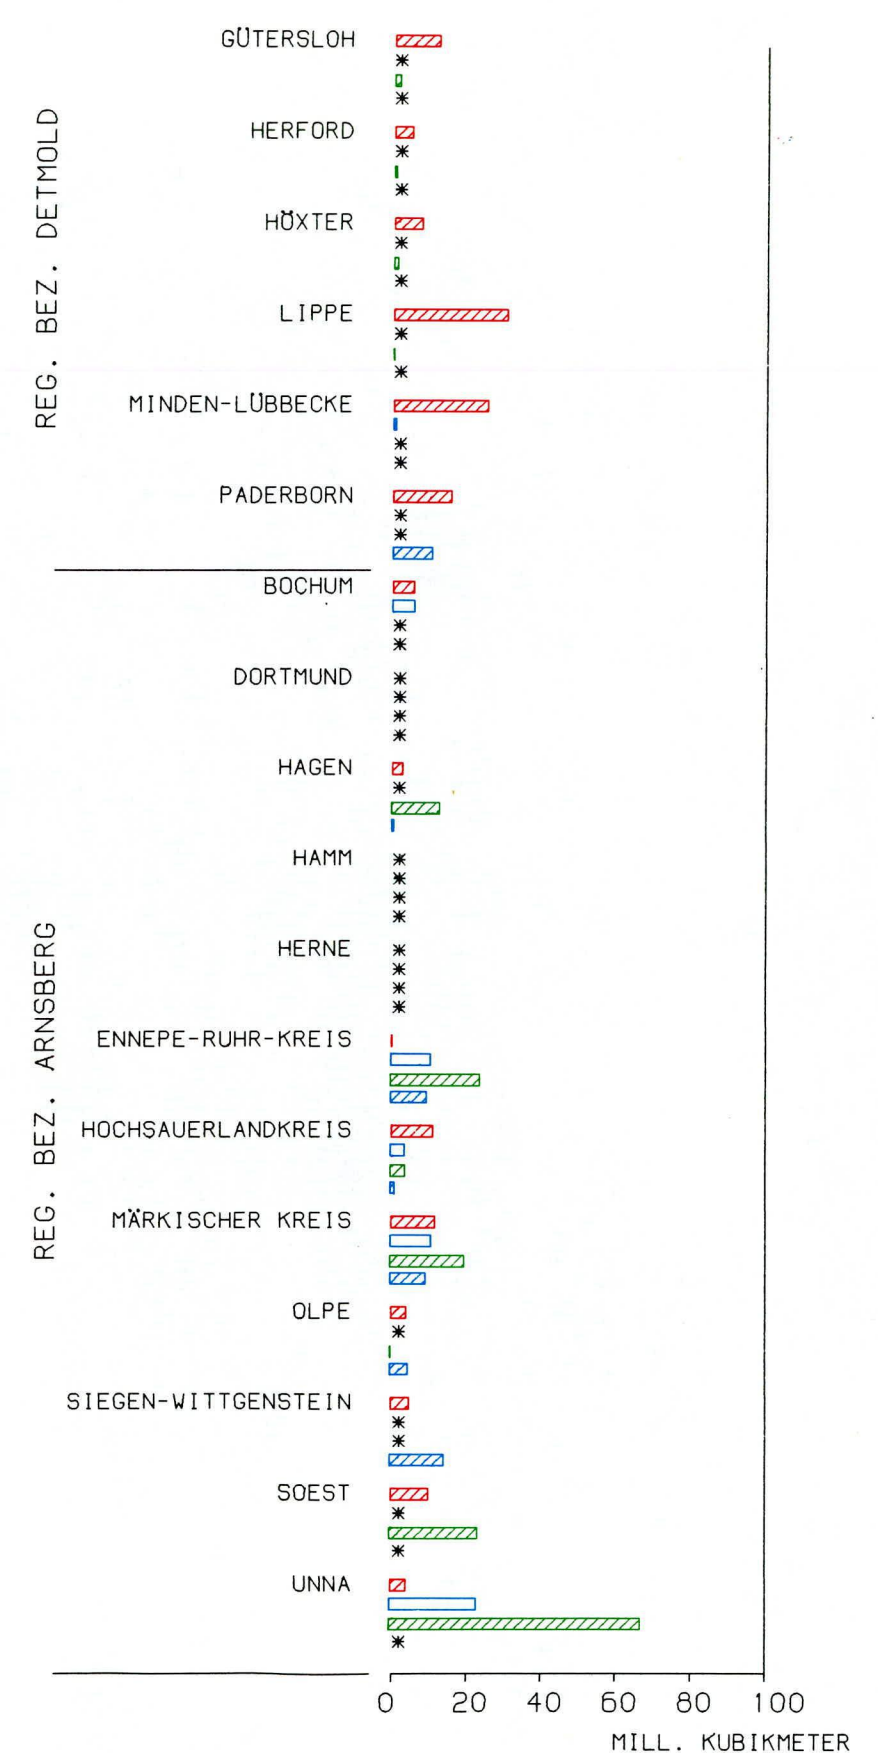 REG. BEZ. DETMOLD
GÜTERSLOH
*
*
HERFORD
*
*
HÖXTER
*
*
LIPPE
*
*
MINDEN-LÜBBECKE
*
*
PADERBORN
*
*
REG. BEZ. ARNSBERG
BOCHUM
*
*
DORTMUND
*
*
*
*
HAGEN
*
HAMM
*
*
*
*
HERNE
*
*
*
*
ENNEPE-RUHR-KREIS
HOCHSAUERLANDKREIS
MÄRKISCHER KREIS
OLPE
*
SIEGEN-WITTGENSTEIN
*
*
SOEST
*
*
UNNA
*
0 20 40 60 80 100
MILL. KUBIKMETER